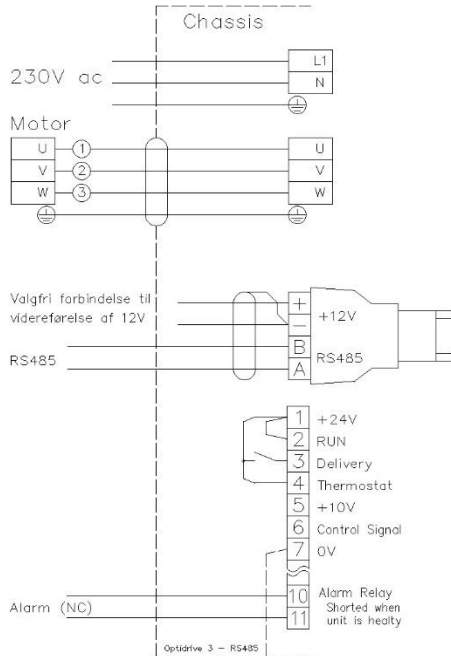 Chassis
230V ac
L1
N
Motor
U 1 U
V 2 V
W 3 W
Valgfri forbindelse til
videreførelse af 12V
+
-
+12V
RS485
B
A
RS485
1 +24V
2 RUN
3 Delivery
4 Thermostat
5 +10V
6 Control Signal
7 0V
Alarm (NC)
10 Alarm Relay
Shorted when
11 unit is healty
Optidrive 3 - RS485